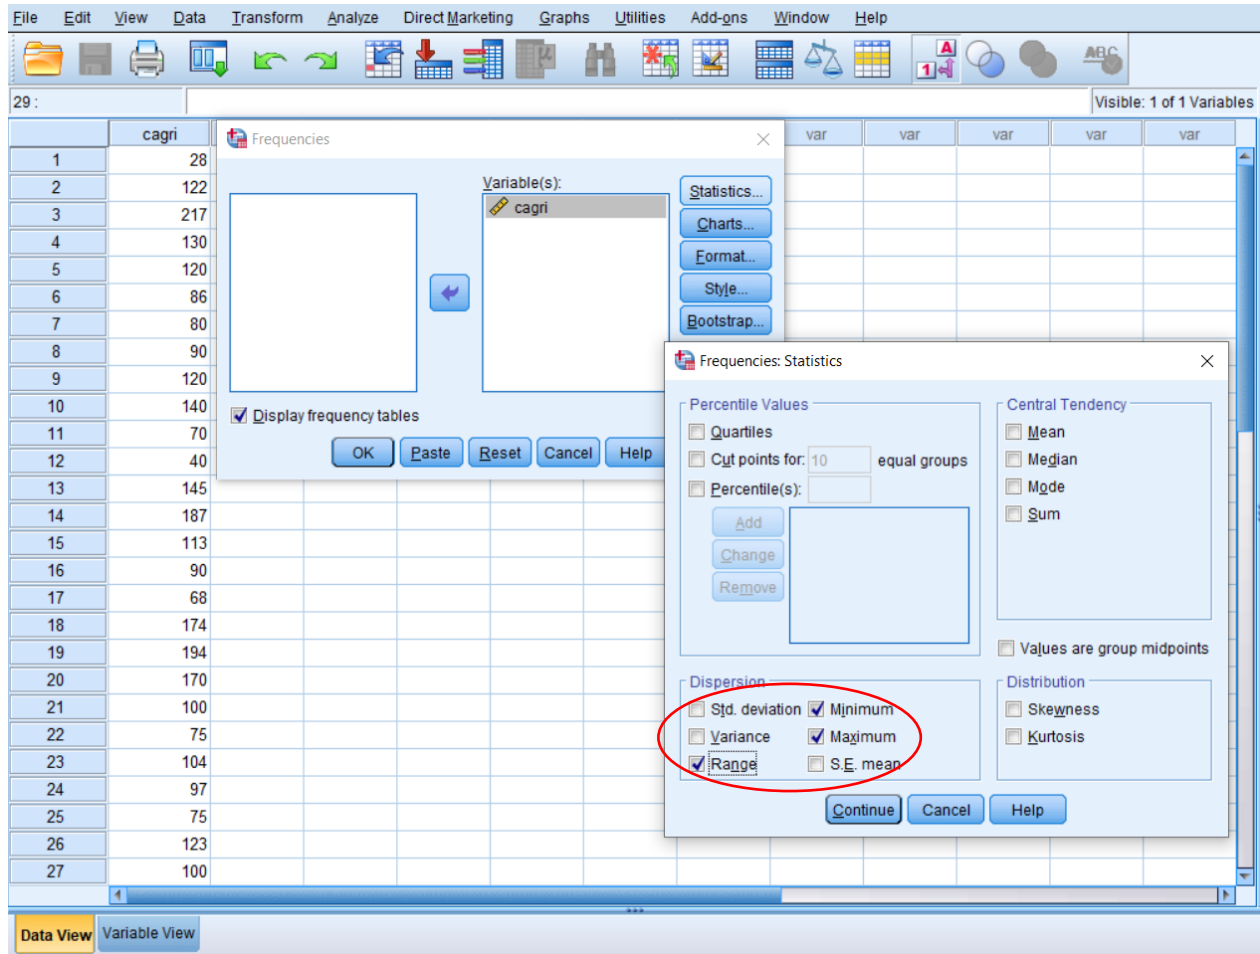 File Edit View Data Transform Analyze Direct Marketing Graphs Utilities Add-ons Window Help
A
1
ABC
29 :
Visible: 1 of 1 Variables
cagri var var var var var
1 28
2 122
3 217
4 130
5 120
6 86
7 80
8 90
9 120
10 140
11 70
12 40
13 145
14 187
15 113
16 90
17 68
18 174
19 194
20 170
21 100
22 75
23 104
24 97
25 75
26 123
27 100
Frequencies
Variable(s):
cagri
Statistics...
Charts...
Format...
Style...
Bootstrap...
Display frequency tables
OK Paste Reset Cancel Help
Frequencies: Statistics
Percentile Values
Quartiles
Cut points for: 10 equal groups
Percentile(s):
Add
Change
Remove
Central Tendency
Mean
Median
Mode
Sum
Values are group midpoints
Dispersion
Std. deviation Minimum
Variance Maximum
Range S.E. mean
Distribution
Skewness
Kurtosis
Continue Cancel Help
Data View Variable View